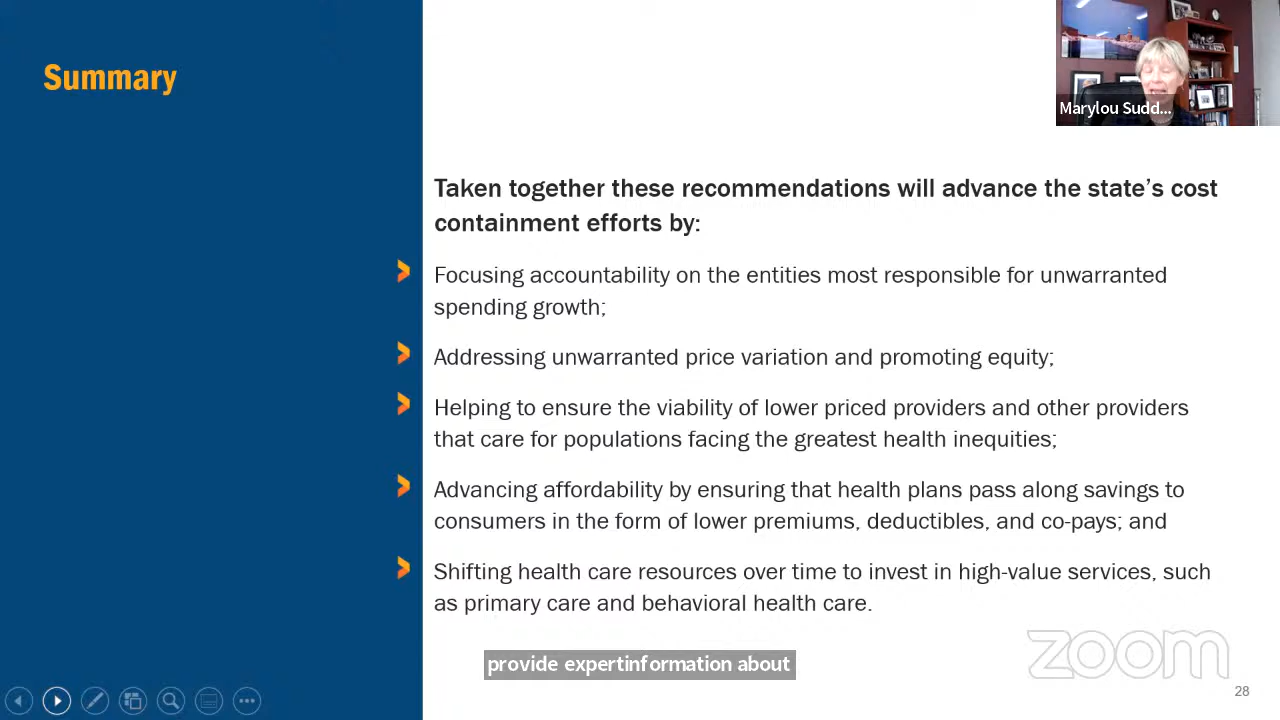 Summary
Marylou Sudd...
Taken together these recommendations will advance the state’s cost
containment efforts by:
Focusing accountability on the entities most responsible for unwarranted
spending growth;
Addressing unwarranted price variation and promoting equity;
Helping to ensure the viability of lower priced providers and other providers
that care for populations facing the greatest health inequities;
Advancing affordability by ensuring that health plans pass along savings to
consumers in the form of lower premiums, deductibles, and co-pays; and
Shifting health care resources over time to invest in high-value services, such
as primary care and behavioral health care.
provide expertinformation about
zoom
28